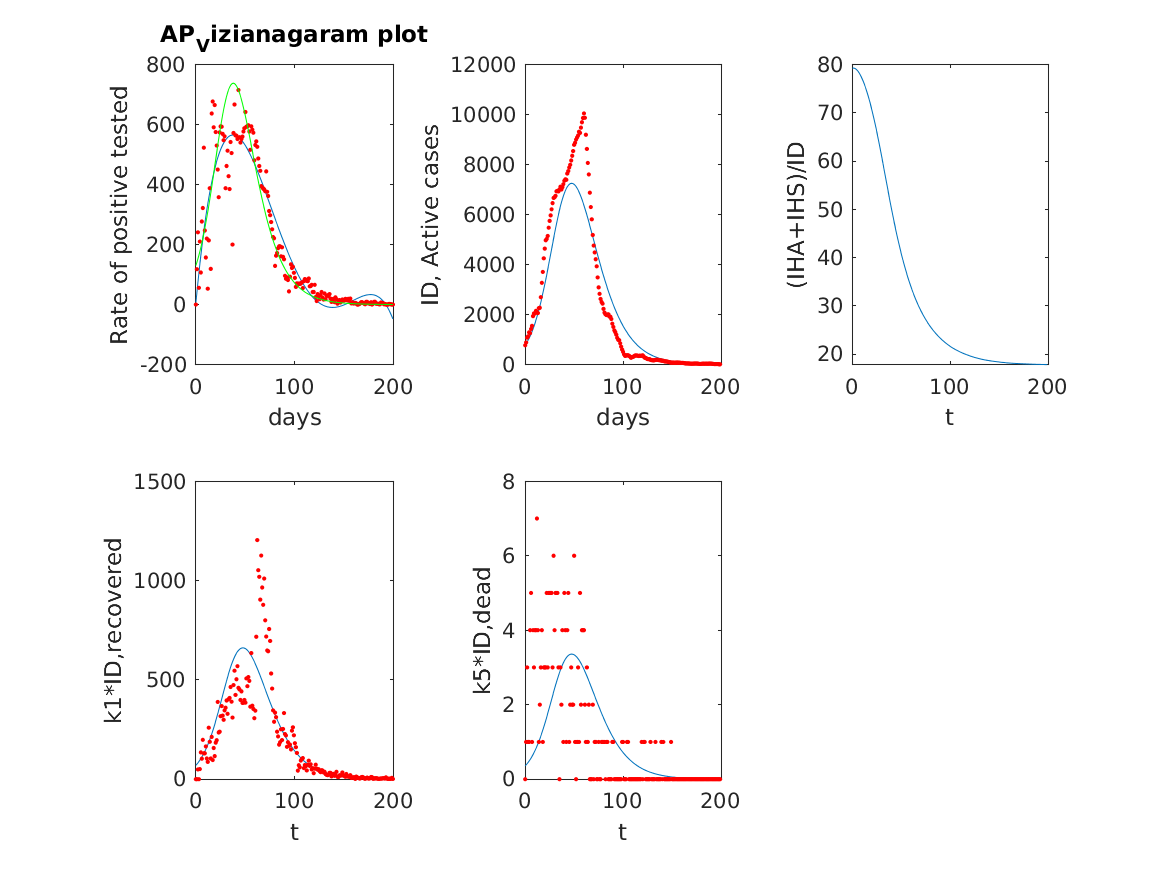 APVizianagaram plot
Rate of positive tested
800
600
400
200
0
-200
0 100 200
days
ID, Active cases
12000
10000
8000
6000
4000
2000
0
0 100 200
days
(IHA+IHS)/ID
80
70
60
50
40
30
20
0 100 200
t
k1*ID,recovered
1500
1000
500
0
0 100 200
t
k5*ID,dead
8
6
4
2
0
0 100 200
t